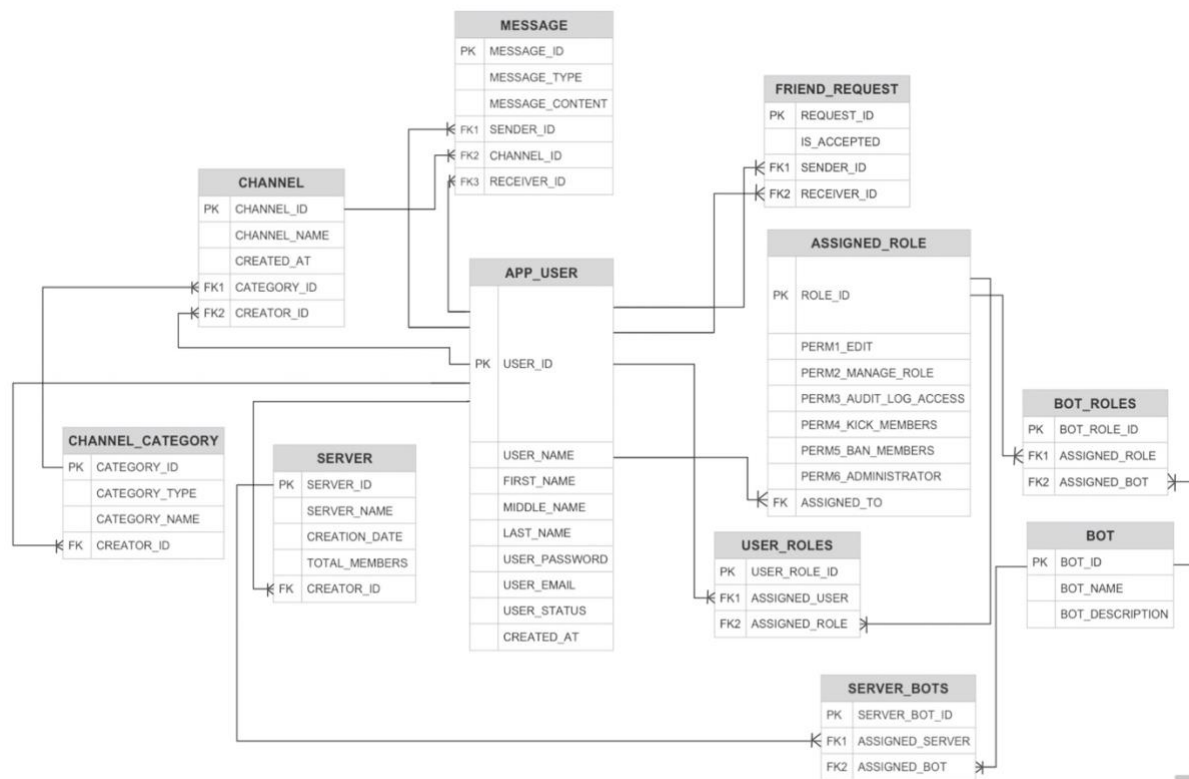 MESSAGE
PK MESSAGE_ID
MESSAGE_TYPE
MESSAGE_CONTENT
FK1 SENDER_ID
FK2 CHANNEL_ID
FK3 RECEIVER_ID
FRIEND_REQUEST
PK REQUEST_ID
IS_ACCEPTED
FK1 SENDER_ID
FK2 RECEIVER_ID
CHANNEL
PK CHANNEL_ID
CHANNEL_NAME
CREATED_AT
FK1 CATEGORY_ID
FK2 CREATOR_ID
APP_USER
PK USER_ID
USER_NAME
FIRST_NAME
MIDDLE_NAME
LAST_NAME
USER_PASSWORD
USER_EMAIL
USER_STATUS
CREATED_AT
ASSIGNED_ROLE
PK ROLE_ID
PERM1_EDIT
PERM2_MANAGE_ROLE
PERM3_AUDIT_LOG_ACCESS
PERM4_KICK_MEMBERS
PERM5_BAN_MEMBERS
PERM6_ADMINISTRATOR
FK ASSIGNED_TO
BOT_ROLES
PK BOT_ROLE_ID
FK1 ASSIGNED_ROLE
FK2 ASSIGNED_BOT
CHANNEL_CATEGORY
PK CATEGORY_ID
CATEGORY_TYPE
CATEGORY_NAME
FK CREATOR_ID
SERVER
PK SERVER_ID
SERVER_NAME
CREATION_DATE
TOTAL_MEMBERS
FK CREATOR_ID
USER_ROLES
PK USER_ROLE_ID
FK1 ASSIGNED_USER
FK2 ASSIGNED_ROLE
BOT
PK BOT_ID
BOT_NAME
BOT_DESCRIPTION
SERVER_BOTS
PK SERVER_BOT_ID
FK1 ASSIGNED_SERVER
FK2 ASSIGNED_BOT